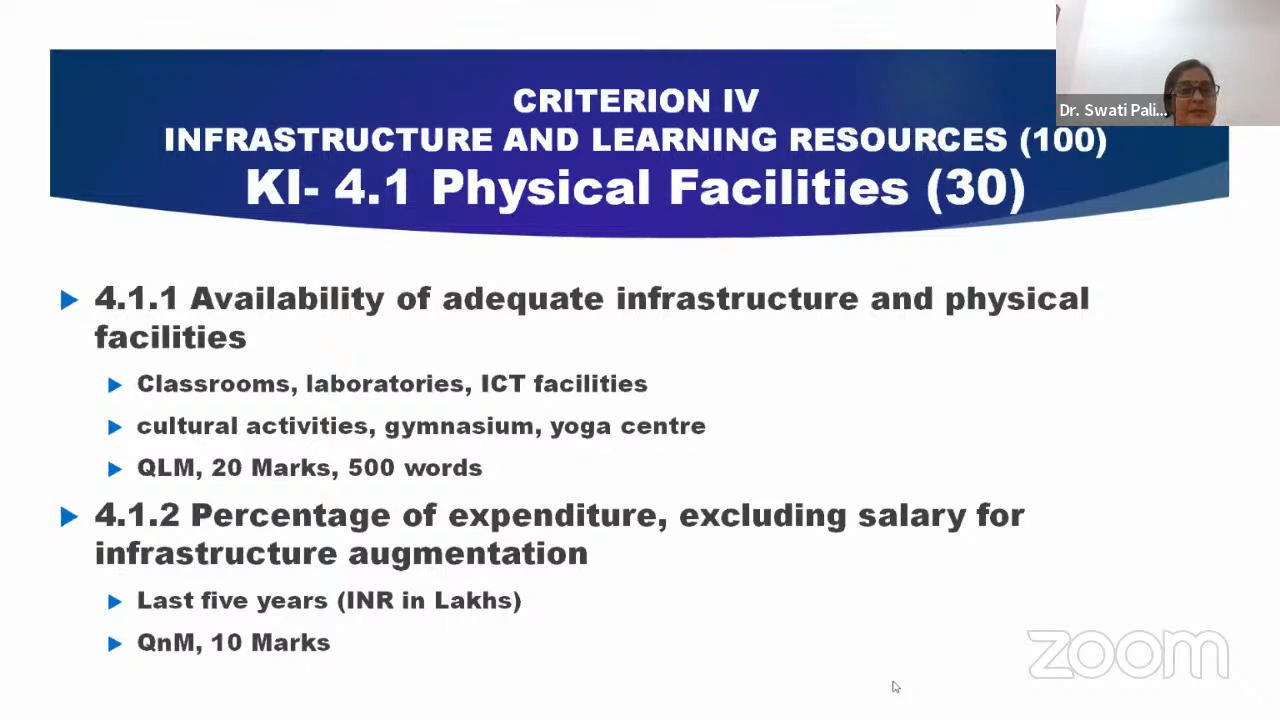 CRITERION IV
INFRASTRUCTURE AND LEARNING RESOURCES (100)
KI- 4.1 Physical Facilities (30)
Dr. Swati Pali...
4.1.1 Availability of adequate infrastructure and physical
facilities
Classrooms, laboratories, ICT facilities
cultural activities, gymnasium, yoga centre
QLM, 20 Marks, 500 words
4.1.2 Percentage of expenditure, excluding salary for
infrastructure augmentation
Last five years (INR in Lakhs)
QnM, 10 Marks
zoom